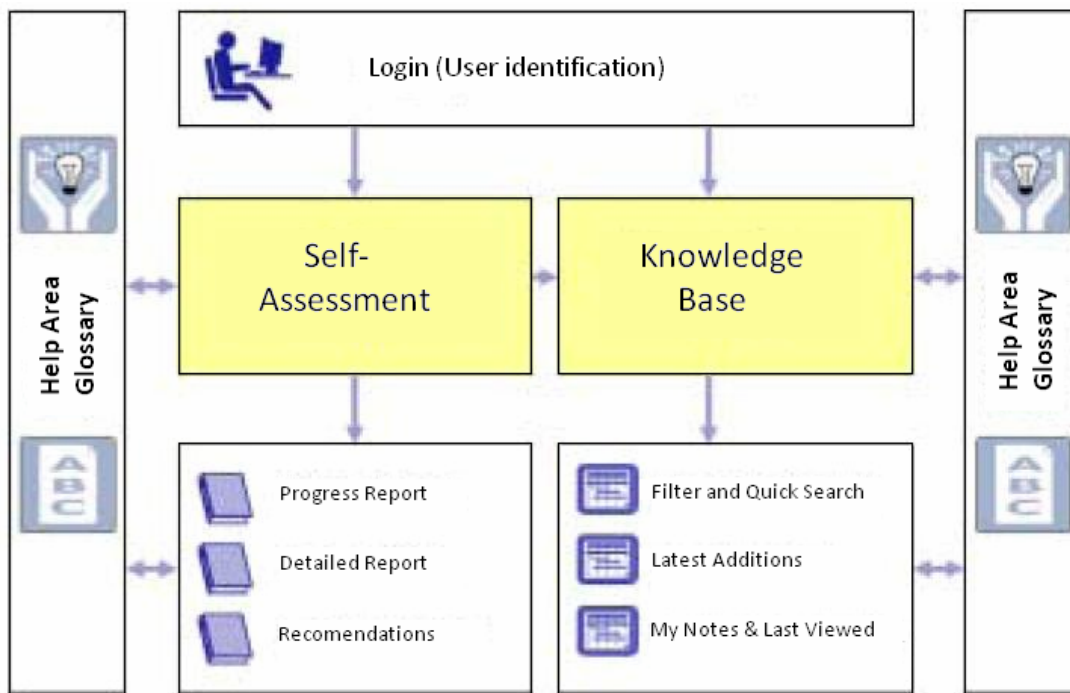 Login (User identification)
Help Area
Glossary
A
B
C
Self-
Assessment
Knowledge
Base
Progress Report
Detailed Report
Recomendations
Filter and Quick Search
Latest Additions
My Notes & Last Viewed
Help Area
Glossary
A
B
C